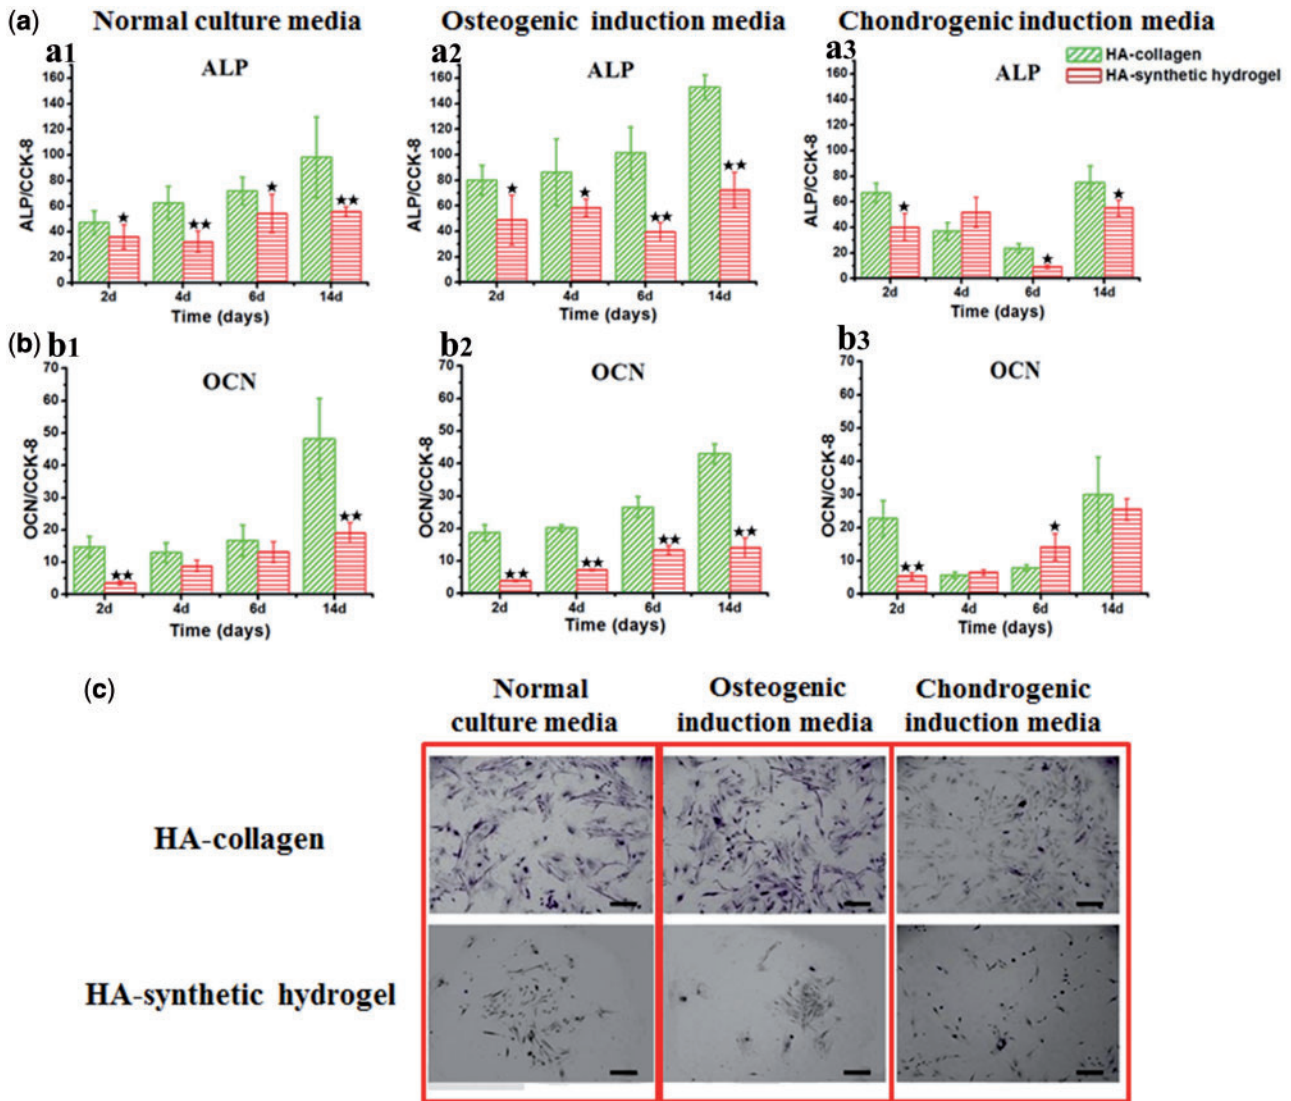 (a) Normal culture media Osteogenic induction media Chondrogenic induction media
a1 a2 a3
HA-collagen
HA-synthetic hydrogel
ALP ALP ALP
ALP/CCK-8 ALP/CCK-8 ALP/CCK-8
160 160 160
140 140 140
120 120 120
100 100 100
80 80 80
60 60 60
40 40 40
20 20 20
0 0 0
2d 4d 6d 14d 2d 4d 6d 14d 2d 4d 6d 14d
Time (days) Time (days) Time (days)
(b) b1 b2 b3
OCN OCN OCN
OCN/CCK-8 OCN/CCK-8 OCN/CCK-8
70 70 70
60 60 60
50 50 50
40 40 40
30 30 30
20 20 20
10 10 10
0 0 0
2d 4d 6d 14d 2d 4d 6d 14d 2d 4d 6d 14d
Time (days) Time (days) Time (days)
(c)
Normal Osteogenic Chondrogenic
culture media induction media induction media
HA-collagen
HA-synthetic hydrogel